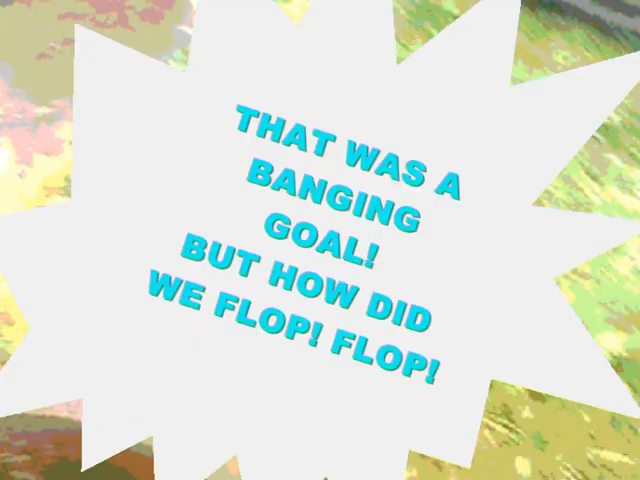 THAT WAS A
BANGING
GOAL!
BUT HOW DID
WE FLOP! FLOP!